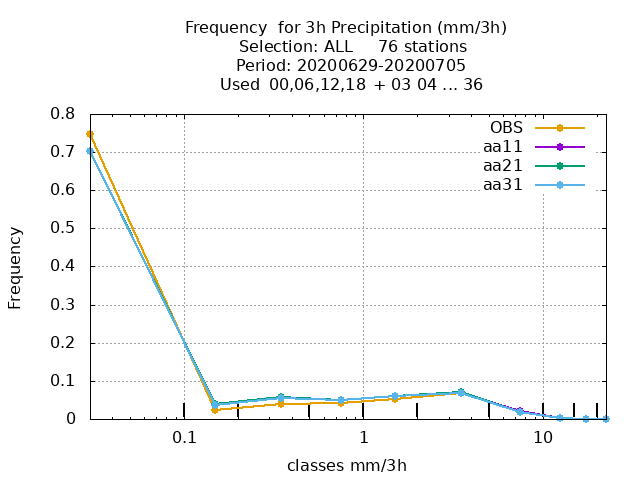 Frequency  for 3h Precipitation (mm/3h)
Selection: ALL     76 stations
Period: 20200629-20200705
Used 00,06,12,18 + 03 04 ... 36
OBS
aa11
aa21
aa31
Frequency
0.8
0.7
0.6
0.5
0.4
0.3
0.2
0.1
0
0.1 1 10
classes mm/3h